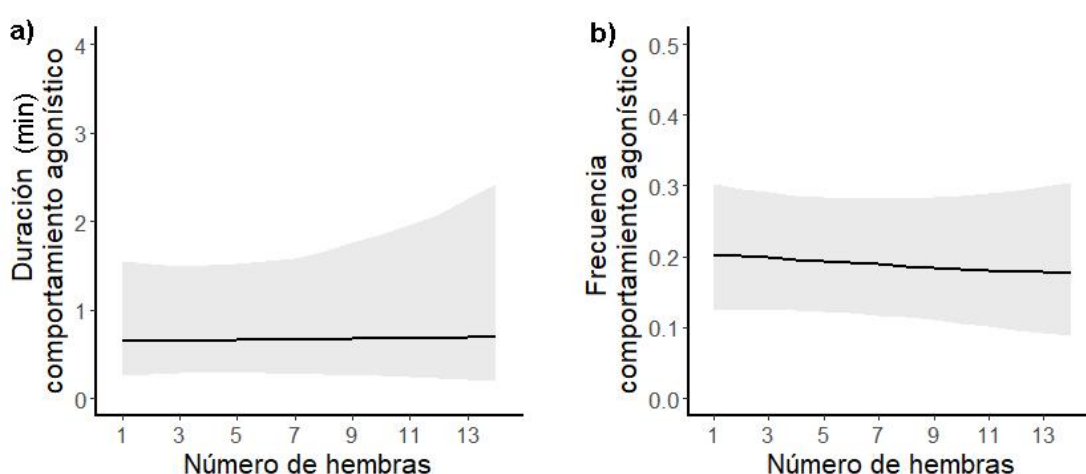 a)
Duración (min)
comportamiento agonístico
4
3
2
1
0
1 3 5 7 9 11 13
Número de hembras
b)
Frecuencia
comportamiento agonístico
0.5
0.4
0.3
0.2
0.1
0.0
1 3 5 7 9 11 13
Número de hembras